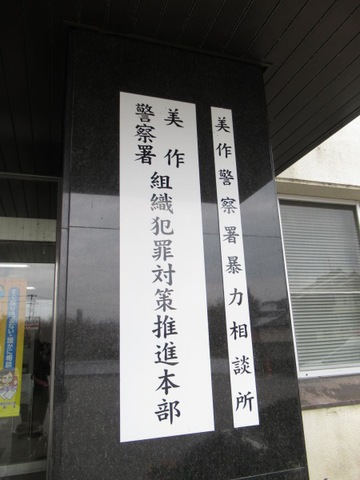 美作警察署暴力相談所
美作
警察署
組織犯罪対策推進本部